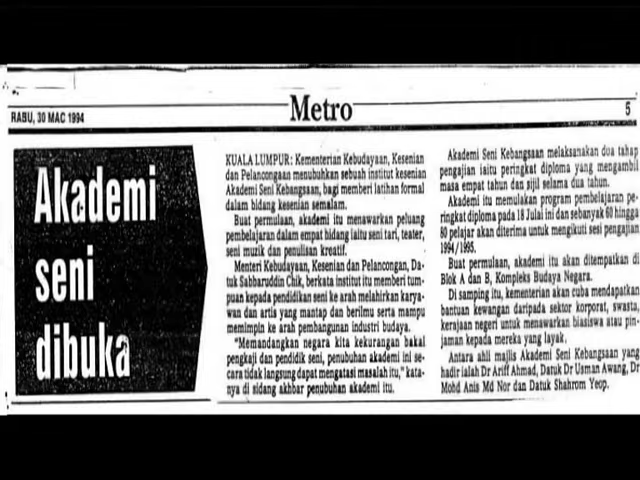 Metro
RABU, 30 MAC 1994
5
Akademi
seni
dibuka
KUALA LUMPUR: Kementerian Kebudayaan, Kesenian
dan Pelancongaan menubuhkan sebuah institut kesenian
Akademi Seni Kebangsaan, bagi memberi latihan formal
dalam bidang kesenian semalam.
Buat permulaan, akademi itu menawarkan peluang
pembelajaran dalam empat bidang iaitu seni tari, teater,
seni muzik dan penulisan kreatif.
Menteri Kebudayaan, Kesenian dan Pelancongan, Da-
tuk Sabbaruddin Chik, berkata institut itu memberi tum-
puan kepada pendidikan seni ke arah melahirkan karya-
wan dan artis yang mantap dan berilmu serta mampu
memimpin ke arah pembangunan industri budaya.
"Memandangkan negara kita kekurangan bakal
pengkaji dan pendidik seni, penubuhan akademi ini se-
cara tidak langsung dapat mengatasi masalah itu," kata-
nya di sidang akhbar penubuhan akademi itu.
Akademi Seni Kebangsaan melaksanakan dua tahap
pengajian iaitu peringkat diploma yang mengambil
masa empat tahun dan sijil selama dua tahun.
Akademi itu memulakan program pembelajaran pe-
ringkat diploma pada 18 Julai ini dan sebanyak 60 hingga
80 pelajar akan diterima untuk mengikuti sesi pengajian
1994/1995.
Buat permulaan, akademi itu akan ditempatkan di
Blok A dan B, Kompleks Budaya Negara.
Di samping itu, kementerian akan cuba mendapatkan
bantuan kewangan daripada sektor korporat, swasta,
kerajaan negeri untuk menawarkan biasiswa atau pin-
jaman kepada mereka yang layak.
Antara ahli majlis Akademi Seni Kebangsaan yang
hadir ialah Dr Ariff Ahmad, Datuk Dr Usman Awang, Dr
Mohd Anis Md Nor dan Datuk Shahrom Yeop.